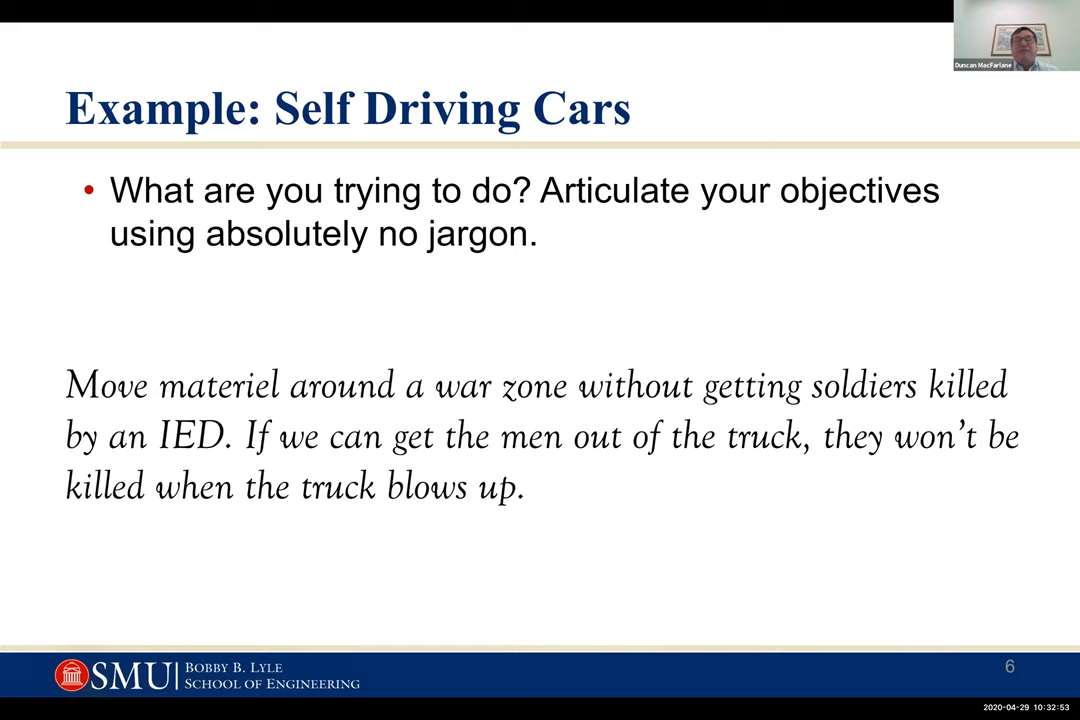 Duncan MacFarlane
Example: Self Driving Cars
• What are you trying to do? Articulate your objectives
using absolutely no jargon.
Move materiel around a war zone without getting soldiers killed
by an IED. If we can get the men out of the truck, they won’t be
killed when the truck blows up.
SMU
BOBBY B. LYLE
SCHOOL OF ENGINEERING
6
2020-04-29 10:32:53